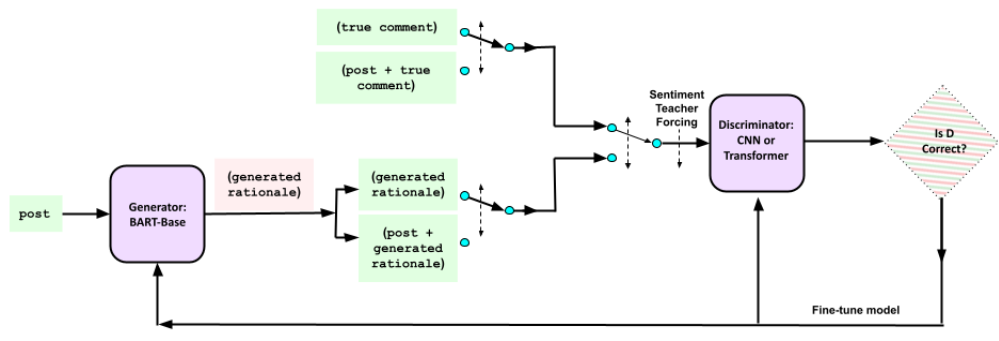 (true comment)
(post + true
comment)
Sentiment
Teacher
Forcing
Discriminator:
CNN or
Transformer
Is D
Correct?
post
Generator:
BART-Base
(generated
rationale)
(generated
rationale)
(post +
generated
rationale)
Fine-tune model